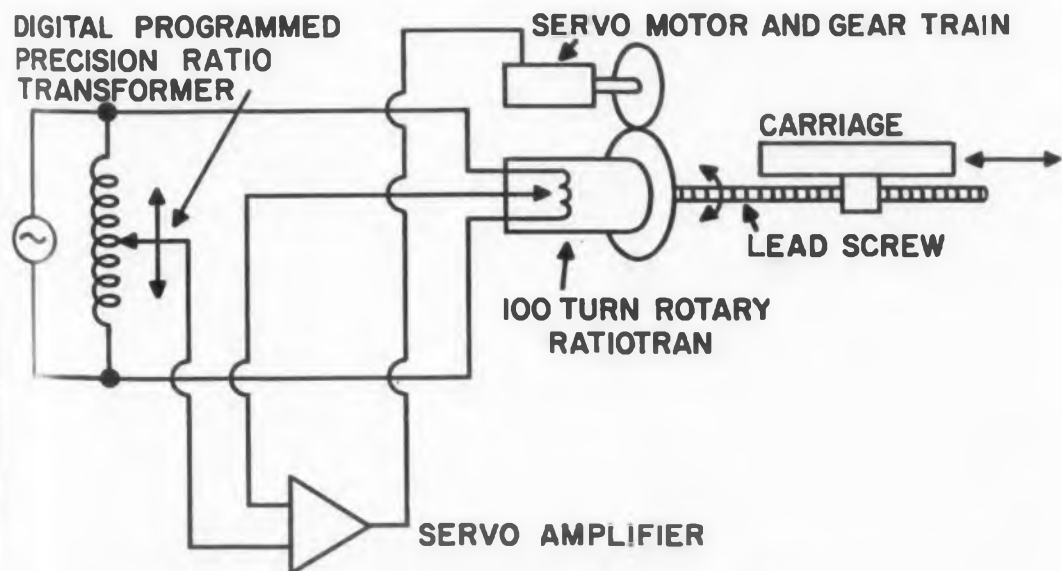 DIGITAL PROGRAMMED
PRECISION RATIO
TRANSFORMER
SERVO MOTOR AND GEAR TRAIN
CARRIAGE
LEAD SCREW
100 TURN ROTARY
RATIOTRAN
SERVO AMPLIFIER